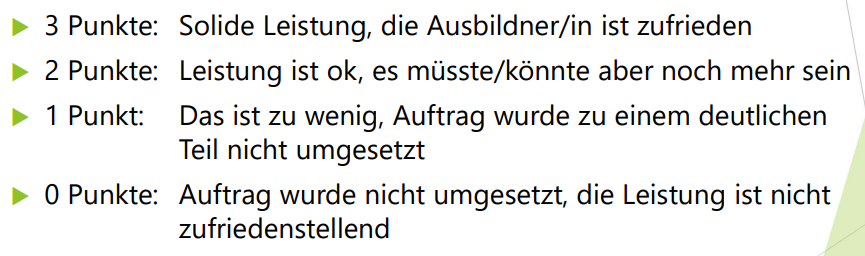 3 Punkte: Solide Leistung, die Ausbildner/in ist zufrieden
2 Punkte: Leistung ist ok, es müsste/könnte aber noch mehr sein
1 Punkt: Das ist zu wenig, Auftrag wurde zu einem deutlichen
Teil nicht umgesetzt
0 Punkte: Auftrag wurde nicht umgesetzt, die Leistung ist nicht
zufriedenstellend